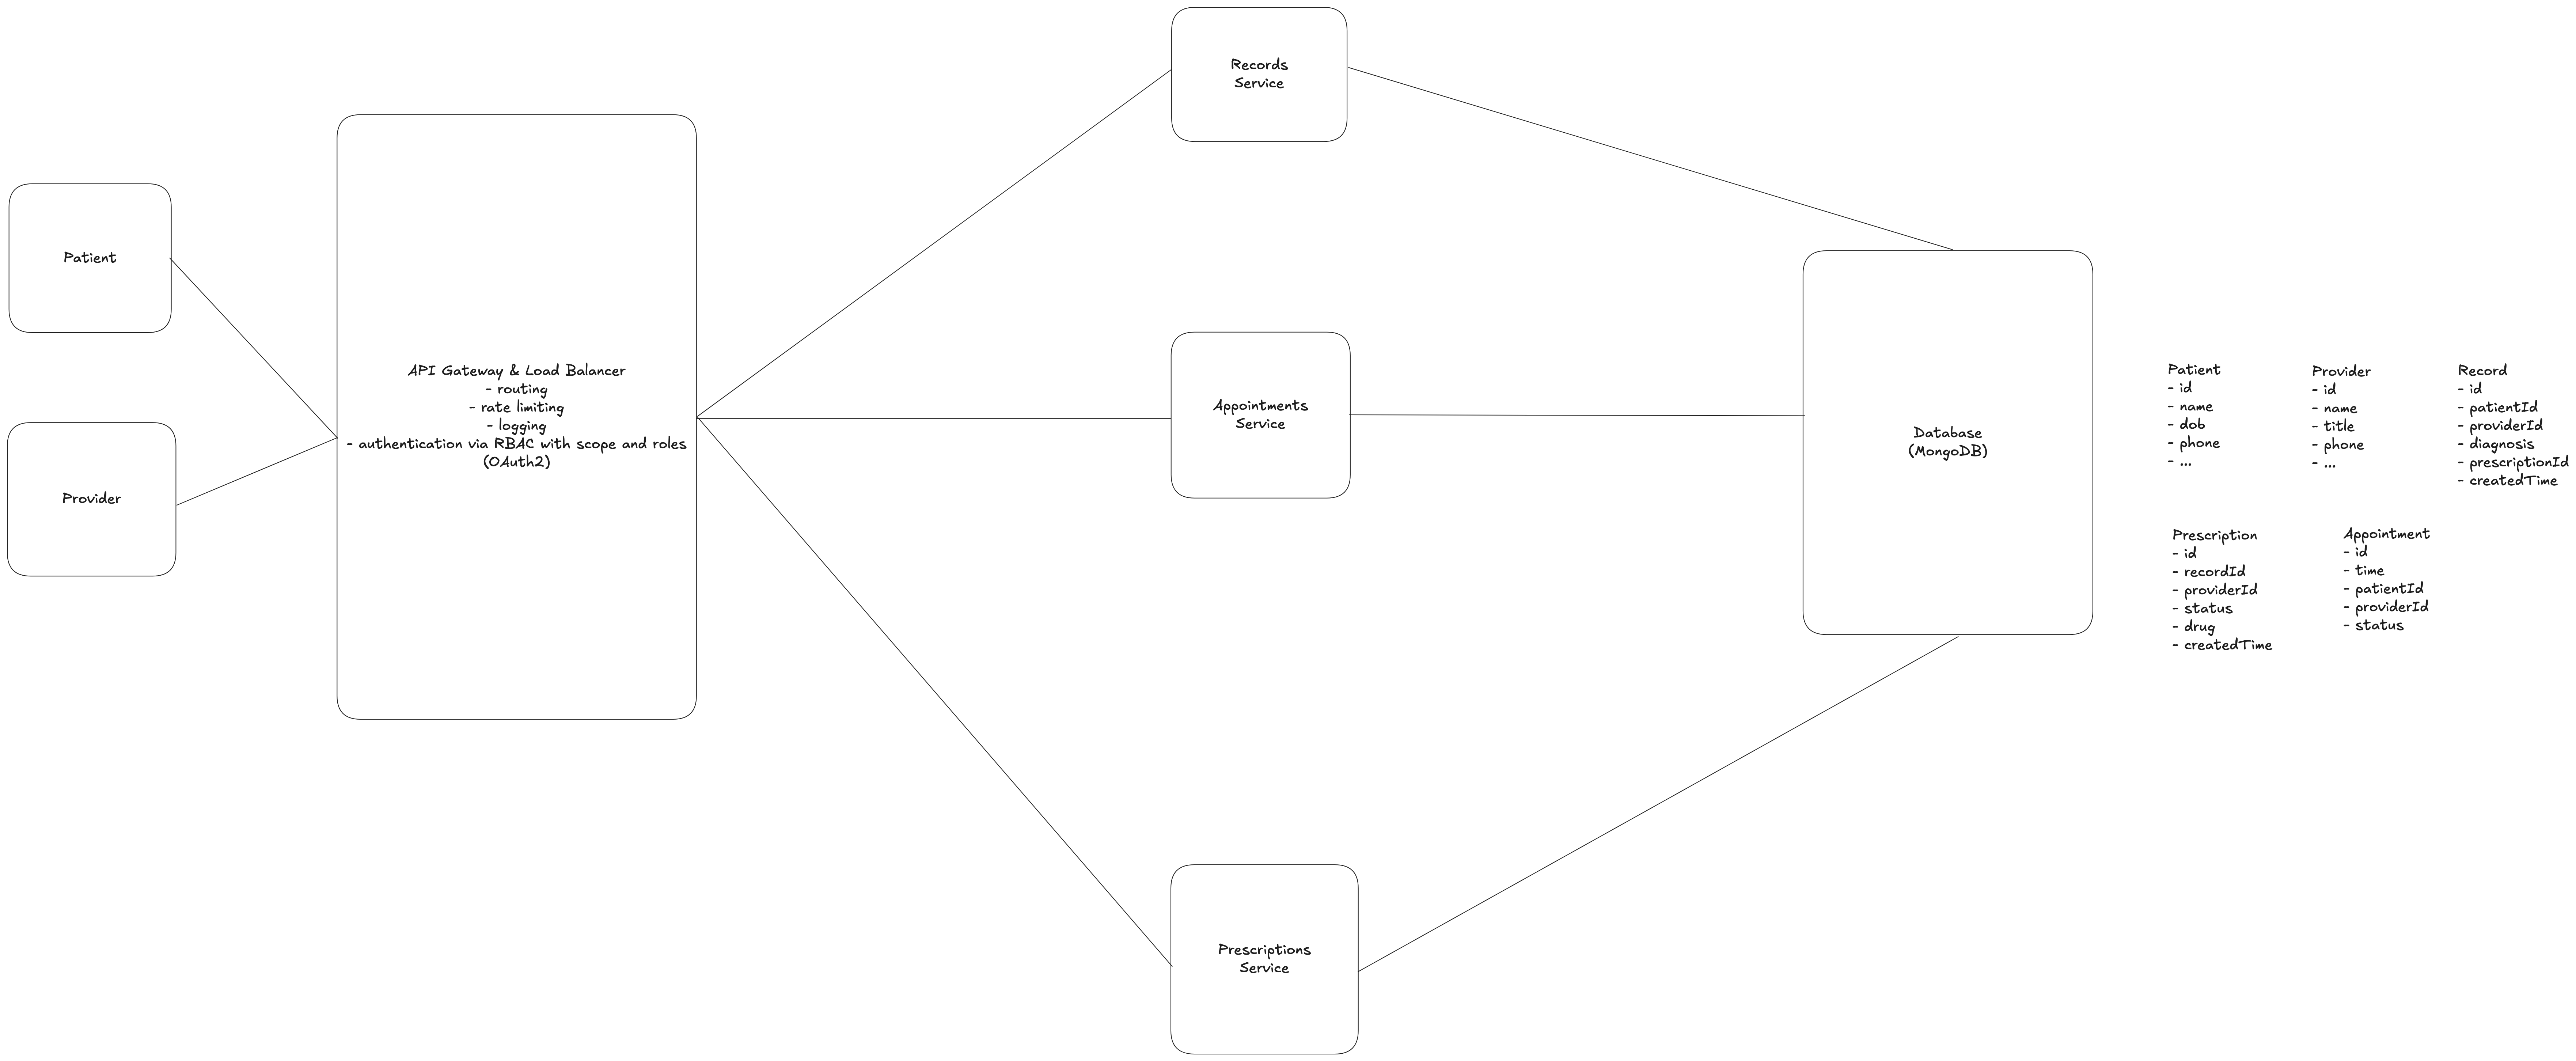 Records
Service
Patient
Provider
API Gateway & Load Balancer
- routing
- rate limiting
- logging
- authentication via RBAC with scope and roles
(OAuth2)
Appointments
Service
Prescriptions
Service
Database
(MongoDB)
Patient
- id
- name
- dob
- phone
- ...
Provider
- id
- name
- title
- phone
- ...
Record
- id
- patientId
- providerId
- diagnosis
- prescriptionId
- createdTime
Prescription
- id
- recordId
- providerId
- status
- drug
- createdTime
Appointment
- id
- time
- patientId
- providerId
- status